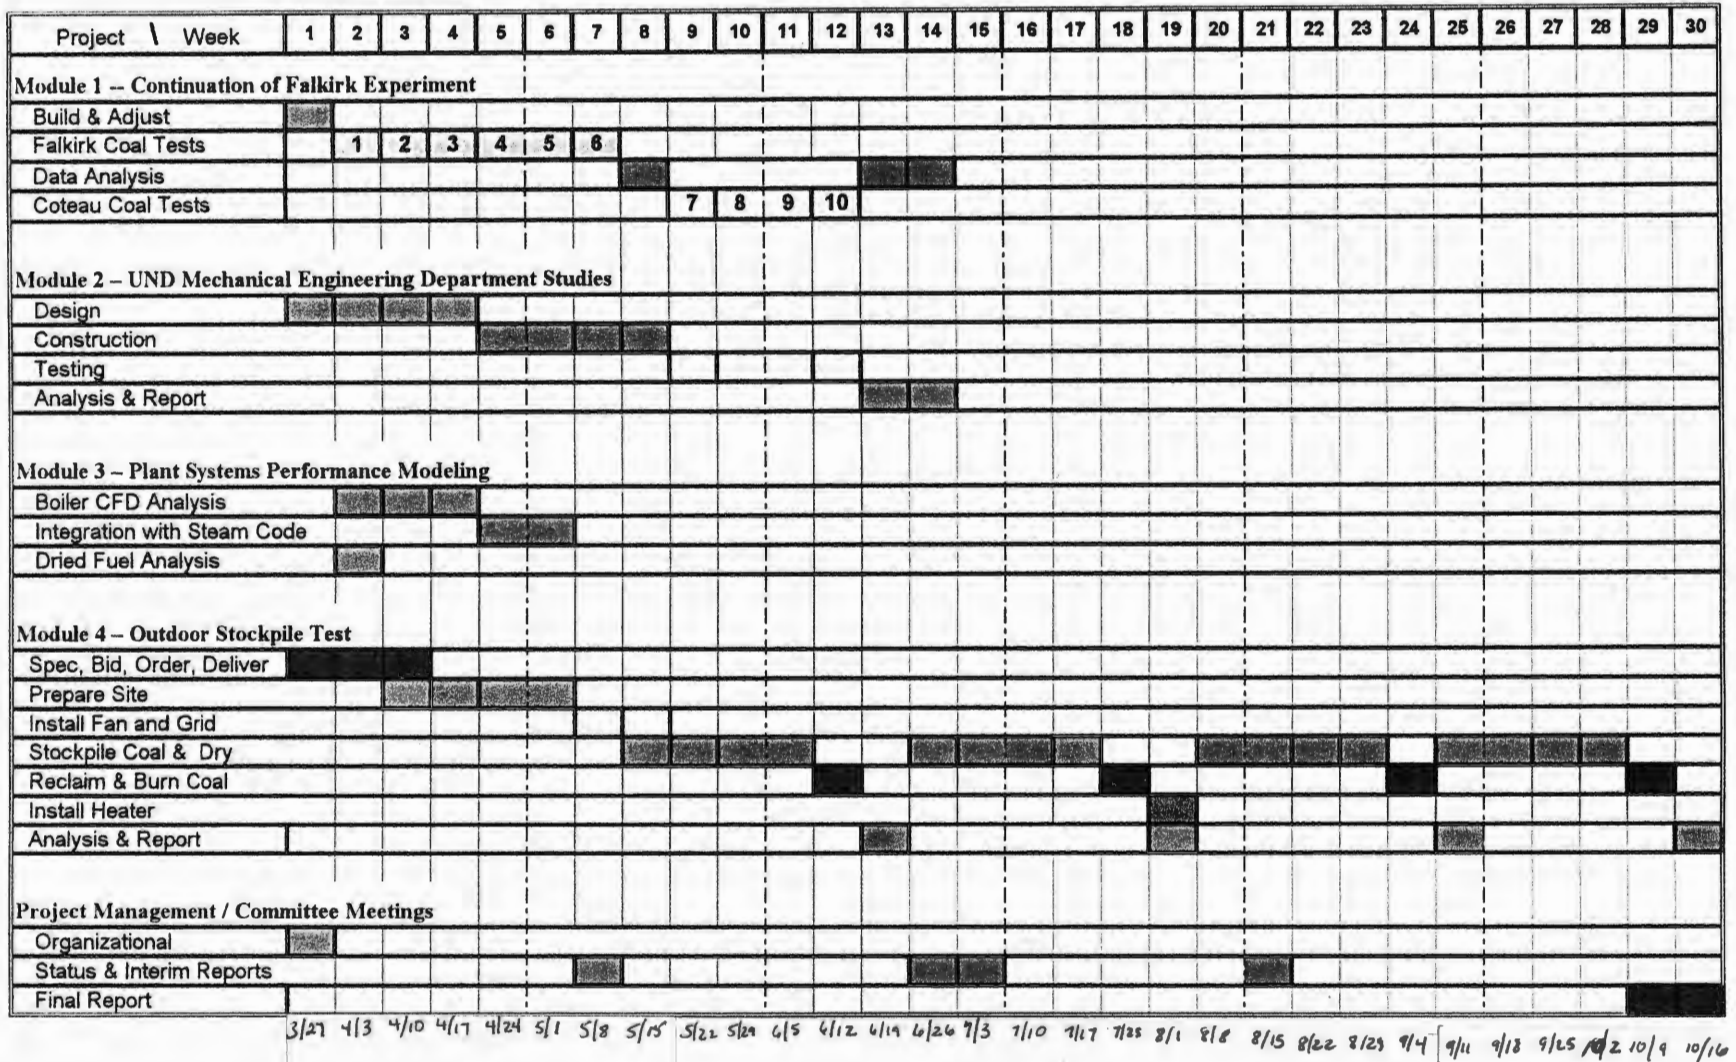 Project \ Week 1 2 3 4 5 6 7 8 9 10 11 12 13 14 15 16 17 18 19 20 21 22 23 24 25 26 27 28 29 30
Module 1 -- Continuation of Falkirk Experiment
Build & Adjust
Falkirk Coal Tests 1 2 3 4 5 6
Data Analysis
Coteau Coal Tests 7 8 9 10
Module 2 – UND Mechanical Engineering Department Studies
Design
Construction
Testing
Analysis & Report
Module 3 – Plant Systems Performance Modeling
Boiler CFD Analysis
Integration with Steam Code
Dried Fuel Analysis
Module 4 – Outdoor Stockpile Test
Spec, Bid, Order, Deliver
Prepare Site
Install Fan and Grid
Stockpile Coal & Dry
Reclaim & Burn Coal
Install Heater
Analysis & Report
Project Management / Committee Meetings
Organizational
Status & Interim Reports
Final Report
3/27 4/3 4/10 4/17 4/24 5/1 5/8 5/15 5/22 5/29 6/5 6/12 6/19 6/26 7/3 7/10 7/17 7/25 8/1 8/8 8/15 8/22 8/29 9/4 9/11 9/18 9/25 10/2 10/9 10/16